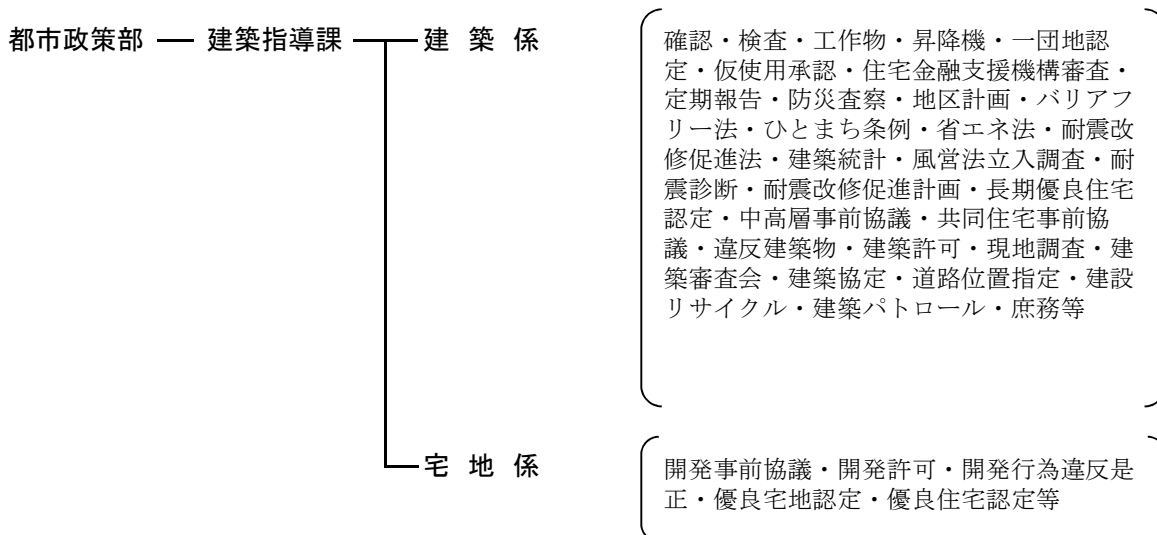 都市政策部 ― 建築指導課 ― 建築係
確認・検査・工作物・昇降機・一団地認
定・仮使用承認・住宅金融支援機構審査・
定期報告・防災査察・地区計画・バリアフ
リー法・ひとまち条例・省エネ法・耐震改
修促進法・建築統計・風営法立入調査・耐
震診断・耐震改修促進計画・長期優良住宅
認定・中高層事前協議・共同住宅事前協
議・違反建築物・建築許可・現地調査・建
築審査会・建築協定・道路位置指定・建設
リサイクル・建築パトロール・庶務等
宅地係
開発事前協議・開発許可・開発行為違反是
正・優良宅地認定・優良住宅認定等